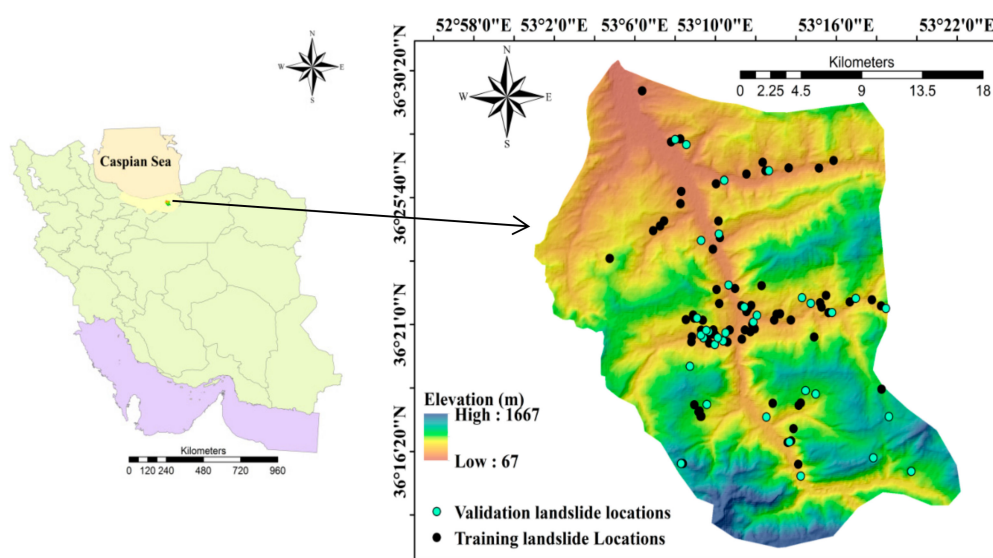 N
W E
S
Caspian Sea
Kilometers
0 120 240 480 720 960
52°58'0"E 53°2'0"E 53°6'0"E 53°10'0"E 53°16'0"E 53°22'0"E
36°30'20"N
36°25'40"N
36°21'0"N
36°16'20"N
N
W E
S
Kilometers
0 2.25 4.5 9 13.5 18
Elevation (m)
High : 1667
Low : 67
Validation landslide locations
Training landslide Locations